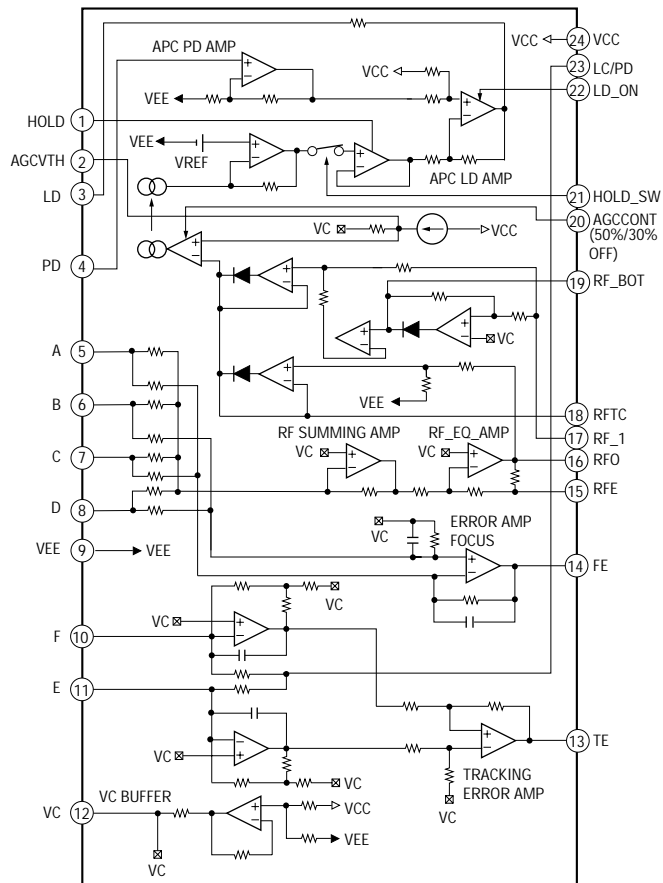 APC PD AMP
VCC
24 VCC
23 LC/PD
VCC
22 LD_ON
VEE
HOLD 1
VEE
VREF
AGCVTH 2
APC LD AMP
LD 3
21 HOLD_SW
20 AGCCONT
(50%/30%
OFF)
VC
VCC
PD 4
19 RF_BOT
VC
A 5
B 6
VEE
18 RFTC
17 RF_1
RF SUMMING AMP
RF_EQ_AMP
VC
VC
C 7
16 RFO
15 RFE
D 8
VC
ERROR AMP
FOCUS
VEE 9
VEE
14 FE
VC
VC
F 10
E 11
VC
13 TE
VC
TRACKING
ERROR AMP
VC
VC 12
VC BUFFER
VCC
VEE
VC